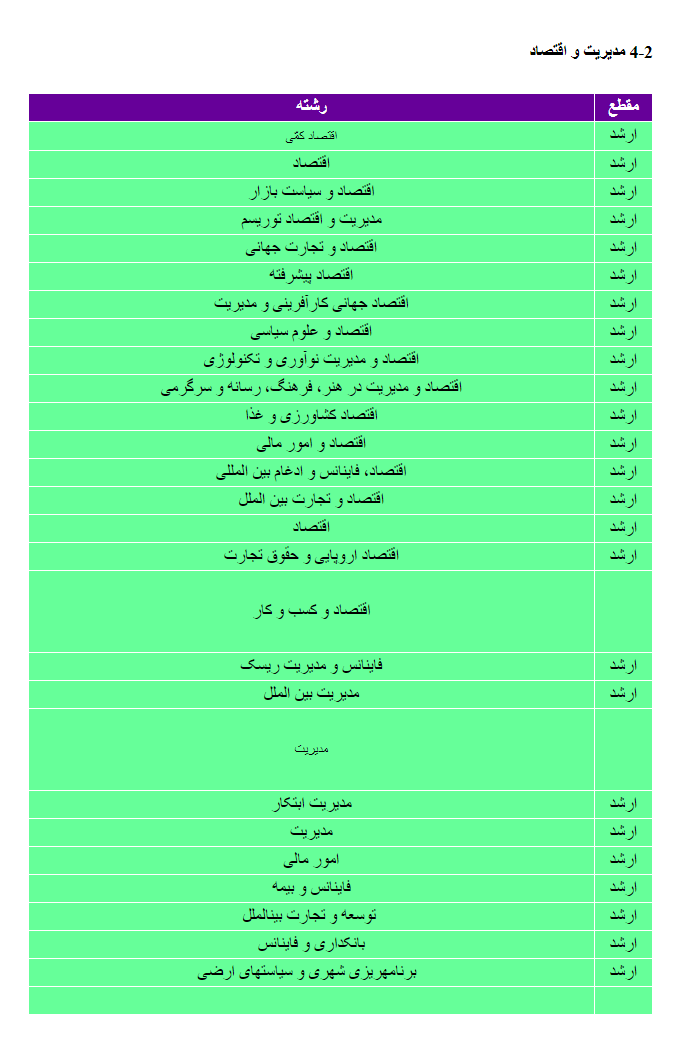 4-2 مدیریت و اقتصاد
مقطع رشته
ارشد اقتصاد کمّی
ارشد اقتصاد
ارشد اقتصاد و سیاست بازار
ارشد مدیریت و اقتصاد توریسم
ارشد اقتصاد و تجارت جهانی
ارشد اقتصاد پیشرفته
ارشد اقتصاد جهانی کارآفرینی و مدیریت
ارشد اقتصاد و علوم سیاسی
ارشد اقتصاد و مدیریت نوآوری و تکنولوژی
ارشد اقتصاد و مدیریت در هنر، فرهنگ، رسانه و سرگرمی
ارشد اقتصاد کشاورزی و غذا
ارشد اقتصاد و امور مالی
ارشد اقتصاد، فاینانس و ادغام بین المللی
ارشد اقتصاد و تجارت بین الملل
ارشد اقتصاد
ارشد اقتصاد اروپایی و حقوق تجارت
اقتصاد و کسب و کار
ارشد فاینانس و مدیریت ریسک
ارشد مدیریت بین الملل
مدیریت
ارشد مدیریت ابتکار
ارشد مدیریت
ارشد امور مالی
ارشد فاینانس و بیمه
ارشد توسعه و تجارت بینالملل
ارشد بانکداری و فاینانس
ارشد برنامهریزی شهری و سیاستهای ارضی